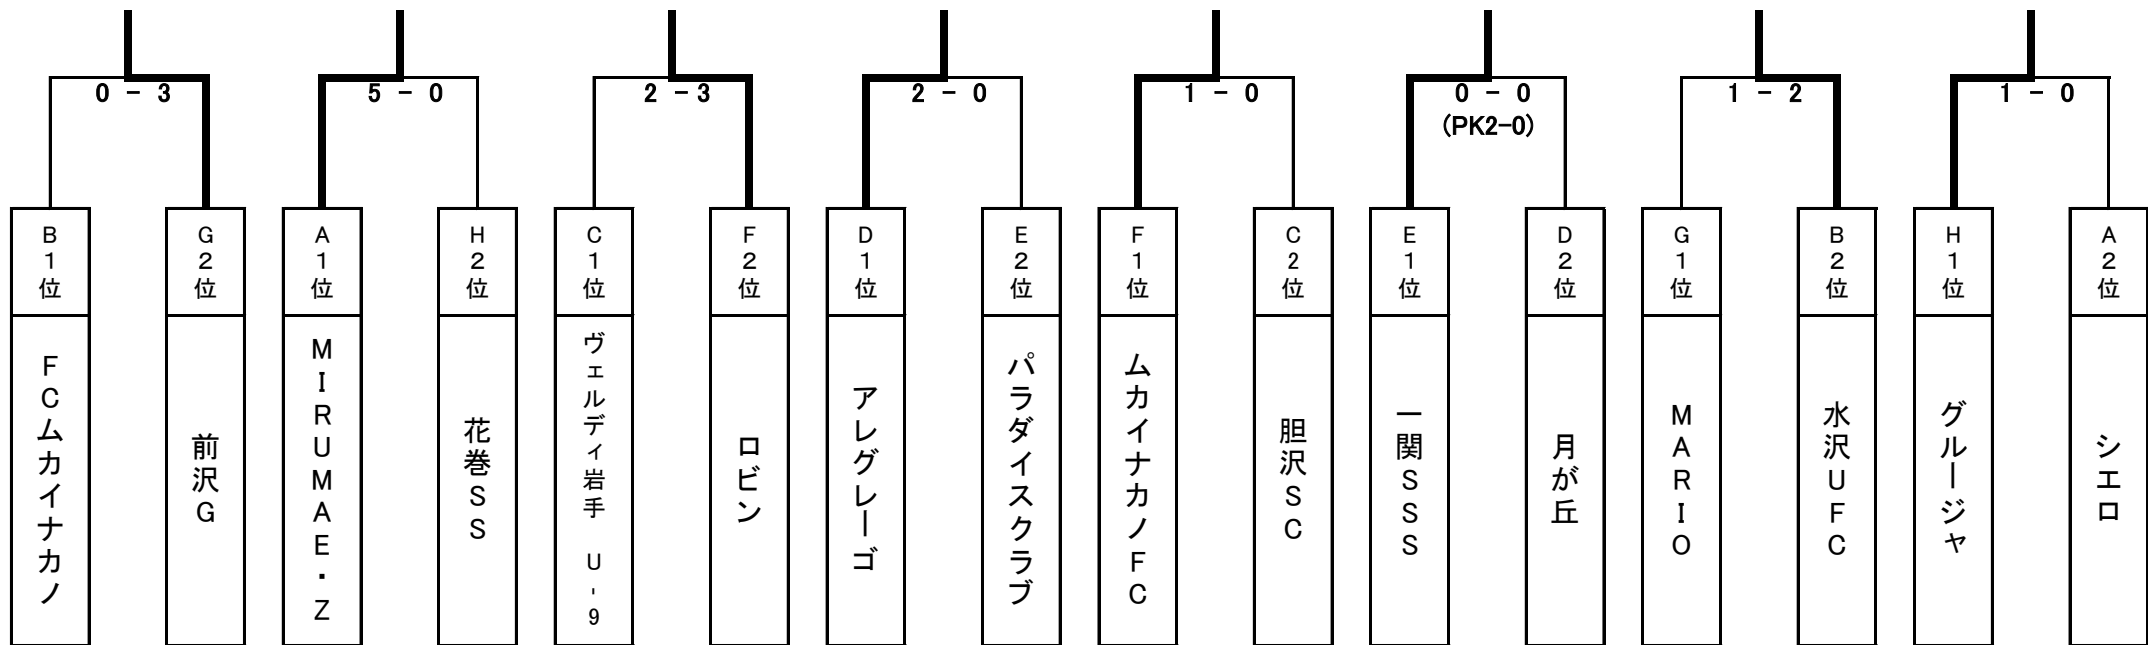 0 - 3
5 - 0
2 - 3
2 - 0
1 - 0
0 - 0
(PK2-0)
1 - 2
1 - 0
B1位
G2位
A1位
H2位
C1位
F2位
D1位
E2位
F1位
C2位
E1位
D2位
G1位
B2位
H1位
A2位
FCムカイナカノ
前沢G
MIRUMAE・Z
花巻SS
ヴェルディ岩手 U-9
ロビン
アレグレーゴ
パラダイスクラブ
ムカイナカノFC
胆沢SC
一関SSS
月が丘
MARIO
水沢UFC
グルージャ
シエロ